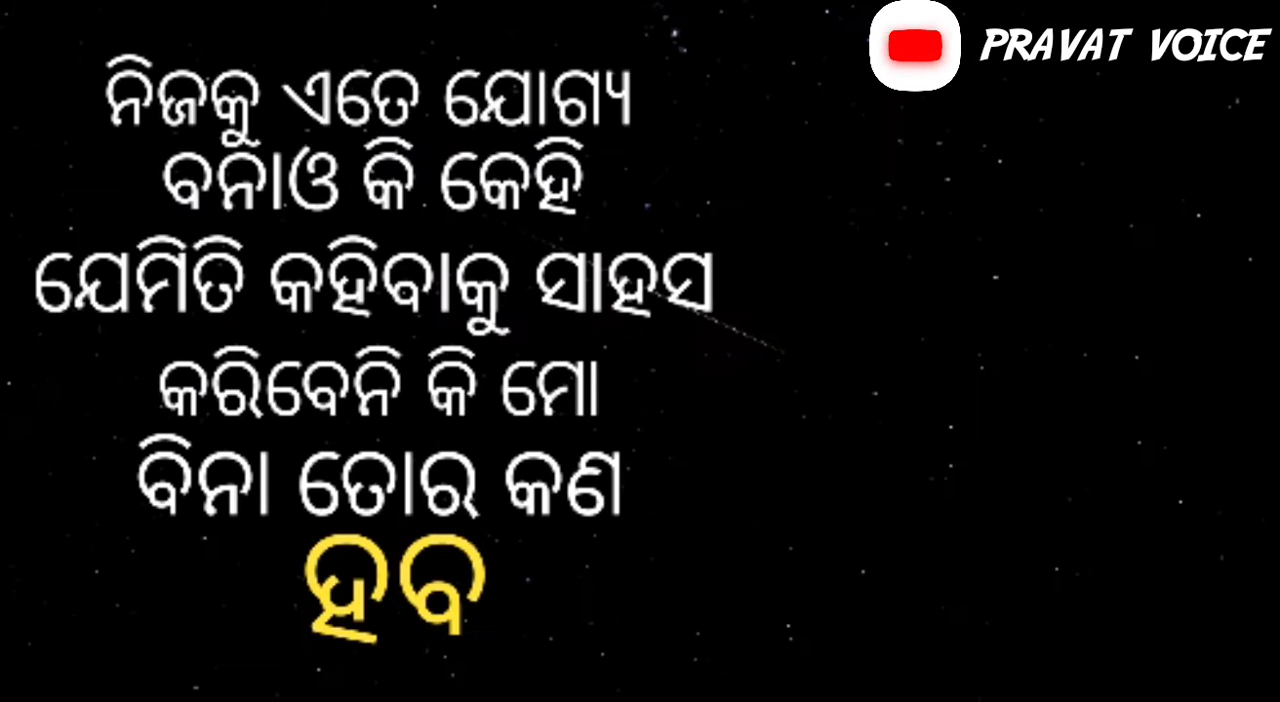 PRAVAT VOICE
ନିଜକୁ ଏତେ ଯୋଗ୍ୟ
ବନାଓ କି କେହି
ଯେମିତି କହିବାକୁ ସାହସ
କରିବେନି କି ମୋ
ବିନା ତୋର କଣ
ହବ